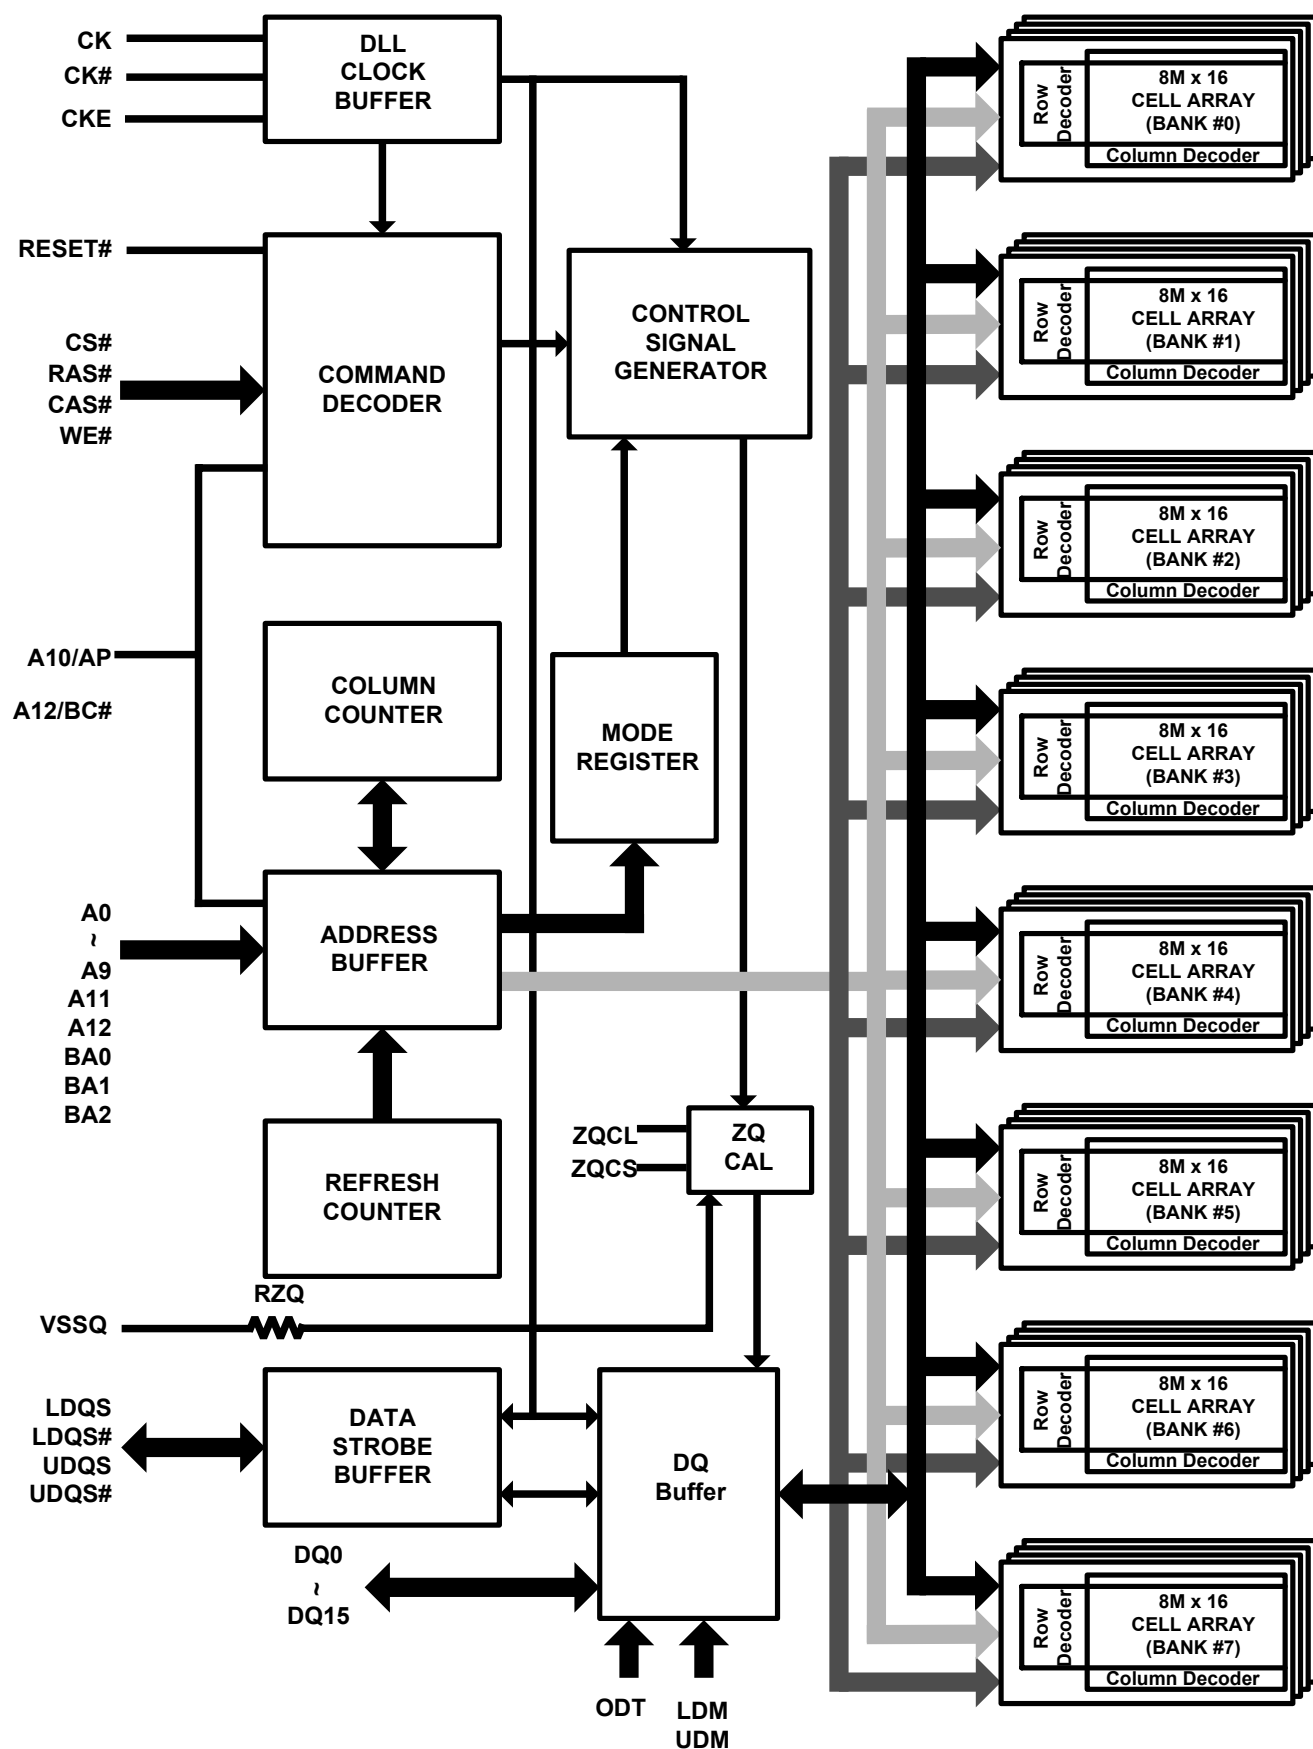 CK
CK#
CKE
DLL
CLOCK
BUFFER
RESET#
CS#
RAS#
CAS#
WE#
COMMAND
DECODER
CONTROL
SIGNAL
GENERATOR
A10/AP
A12/BC#
COLUMN
COUNTER
MODE
REGISTER
A0
~
A9
A11
A12
BA0
BA1
BA2
ADDRESS
BUFFER
REFRESH
COUNTER
ZQCL
ZQCS
ZQ
CAL
RZQ
VSSQ
LDQS
LDQS#
UDQS
UDQS#
DATA
STROBE
BUFFER
DQ
Buffer
DQ0
~
DQ15
ODT
LDM
UDM
Row
Decoder
8M x 16
CELL ARRAY
(BANK #0)
Column Decoder
Row
Decoder
8M x 16
CELL ARRAY
(BANK #1)
Column Decoder
Row
Decoder
8M x 16
CELL ARRAY
(BANK #2)
Column Decoder
Row
Decoder
8M x 16
CELL ARRAY
(BANK #3)
Column Decoder
Row
Decoder
8M x 16
CELL ARRAY
(BANK #4)
Column Decoder
Row
Decoder
8M x 16
CELL ARRAY
(BANK #5)
Column Decoder
Row
Decoder
8M x 16
CELL ARRAY
(BANK #6)
Column Decoder
Row
Decoder
8M x 16
CELL ARRAY
(BANK #7)
Column Decoder